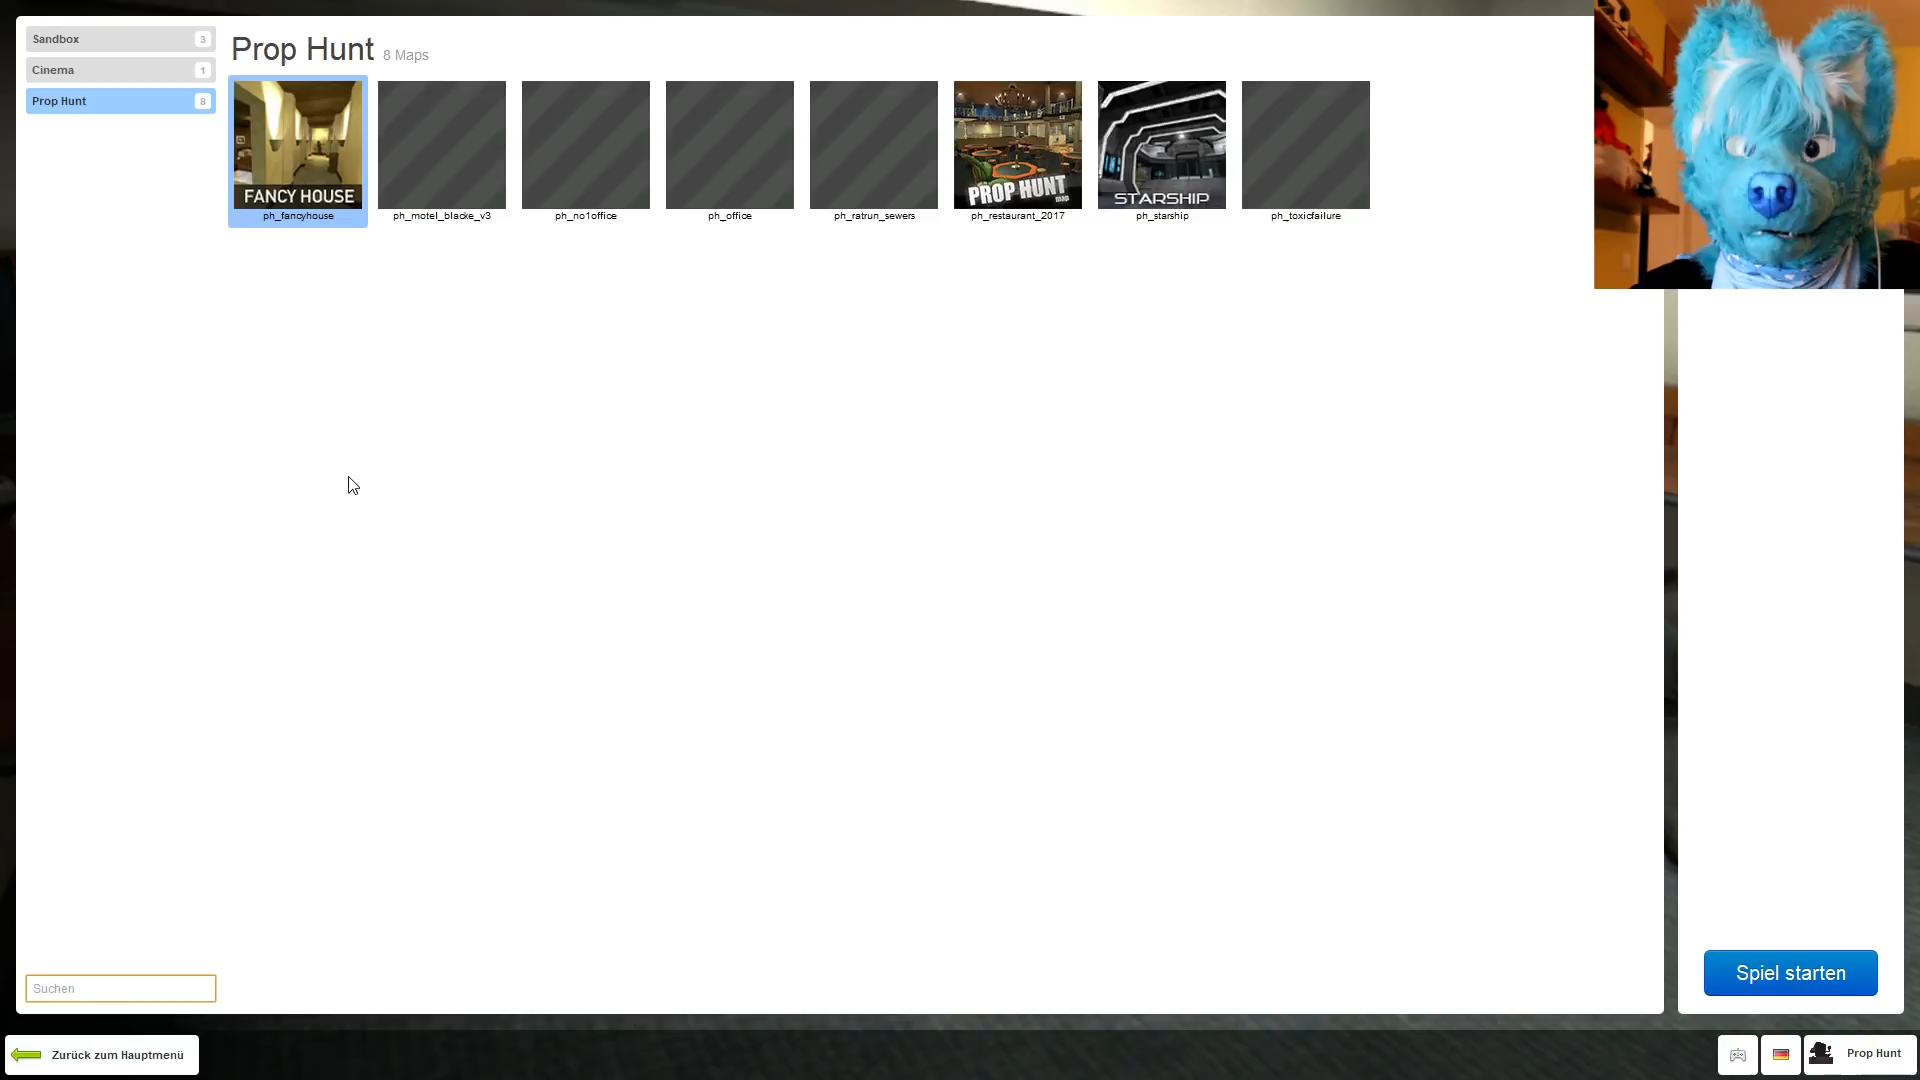 Sandbox 3
Cinema 1
Prop Hunt 8
Prop Hunt 8 Maps
FANCY HOUSE
PROP HUNT
map
STARSHIP
ph_fancyhouse
ph_motel_blacke_v3
ph_no1office
ph_office
ph_ratrun_sewers
ph_restaurant_2017
ph_starship
ph_toxicfailure
Suchen
Spiel starten
Zurück zum Hauptmenü
Prop Hunt